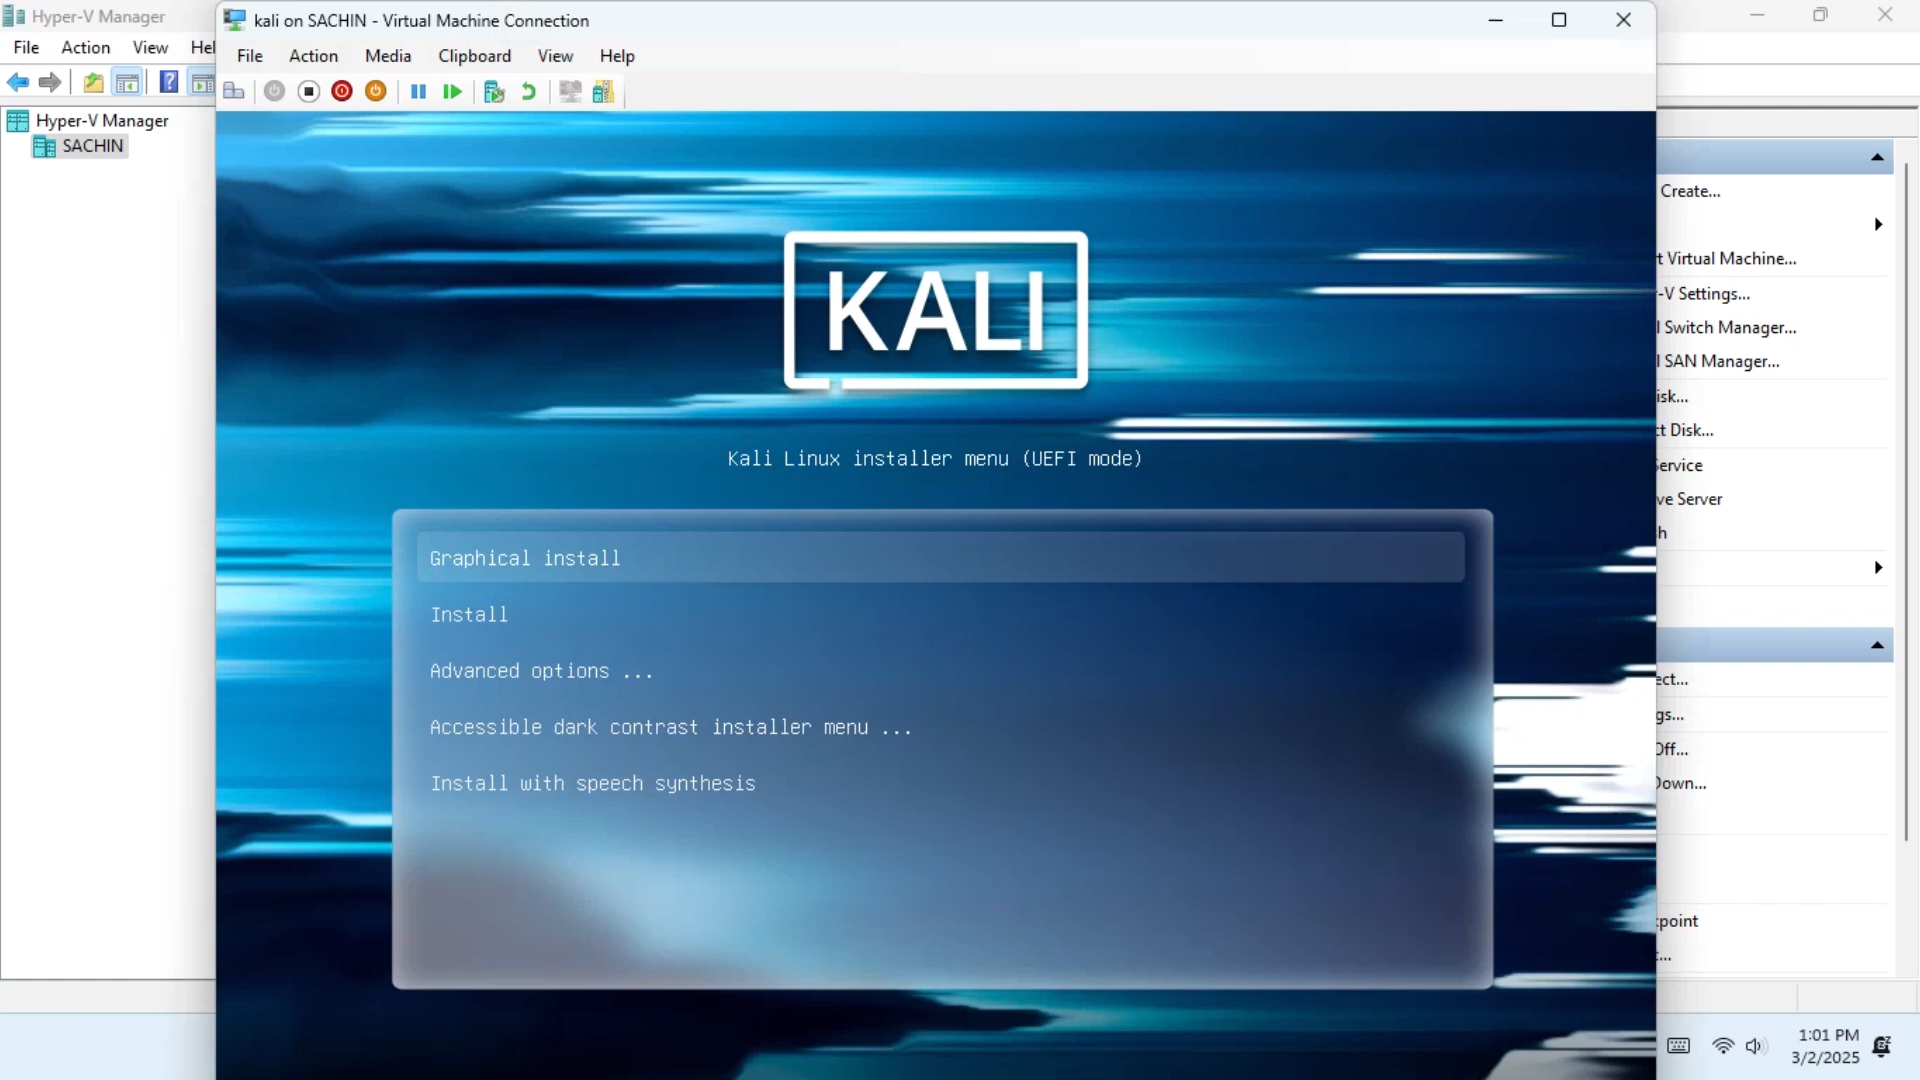 Hyper-V Manager
File Action View Hel
Hyper-V Manager
SACHIN
kali on SACHIN - Virtual Machine Connection
File Action Media Clipboard View Help
KALI
Kali Linux installer menu (UEFI mode)
Graphical install
Install
Advanced options ...
Accessible dark contrast installer menu ...
Install with speech synthesis
Create...
t Virtual Machine...
-V Settings...
l Switch Manager...
l SAN Manager...
isk...
t Disk...
Service
ve Server
h
ect...
gs...
Off...
Down...
kpoint
t...
1:01 PM
3/2/2025